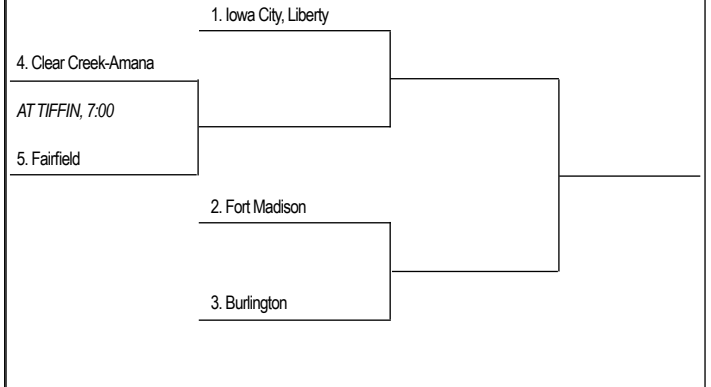 1. Iowa City, Liberty
4. Clear Creek-Amana
AT TIFFIN, 7:00
5. Fairfield
2. Fort Madison
3. Burlington